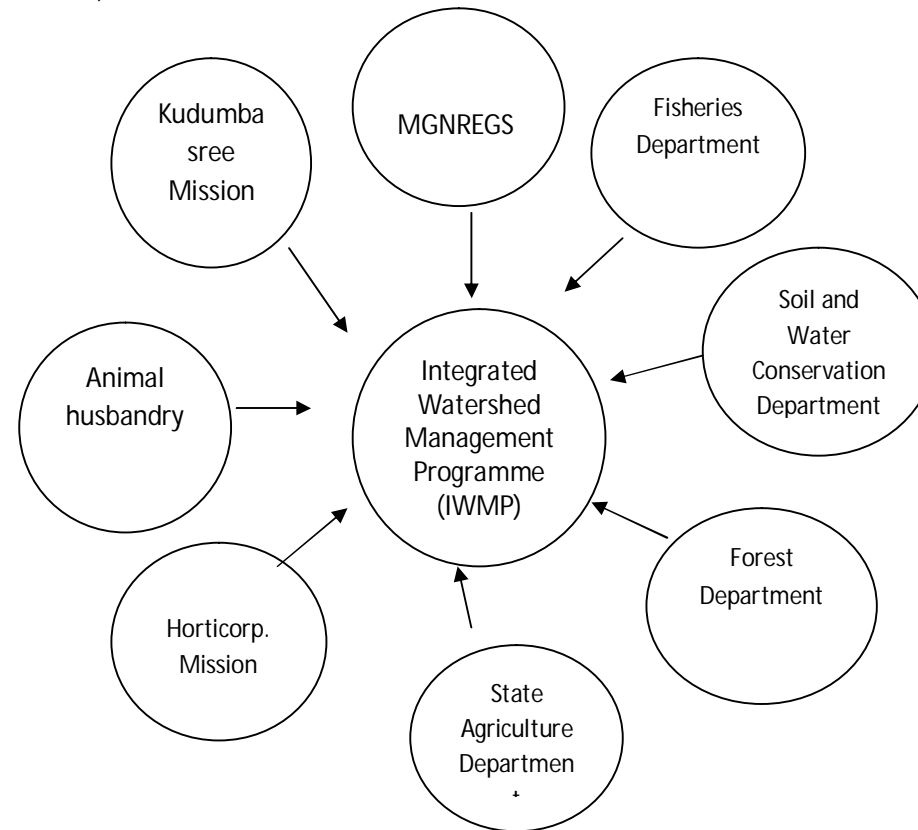 Kudumba
sree
Mission
MGNREGS
Fisheries
Department
Soil and
Water
Conservation
Department
Animal
husbandry
Integrated
Watershed
Management
Programme
(IWMP)
Forest
Department
Horticorp.
Mission
State
Agriculture
Departmen
t